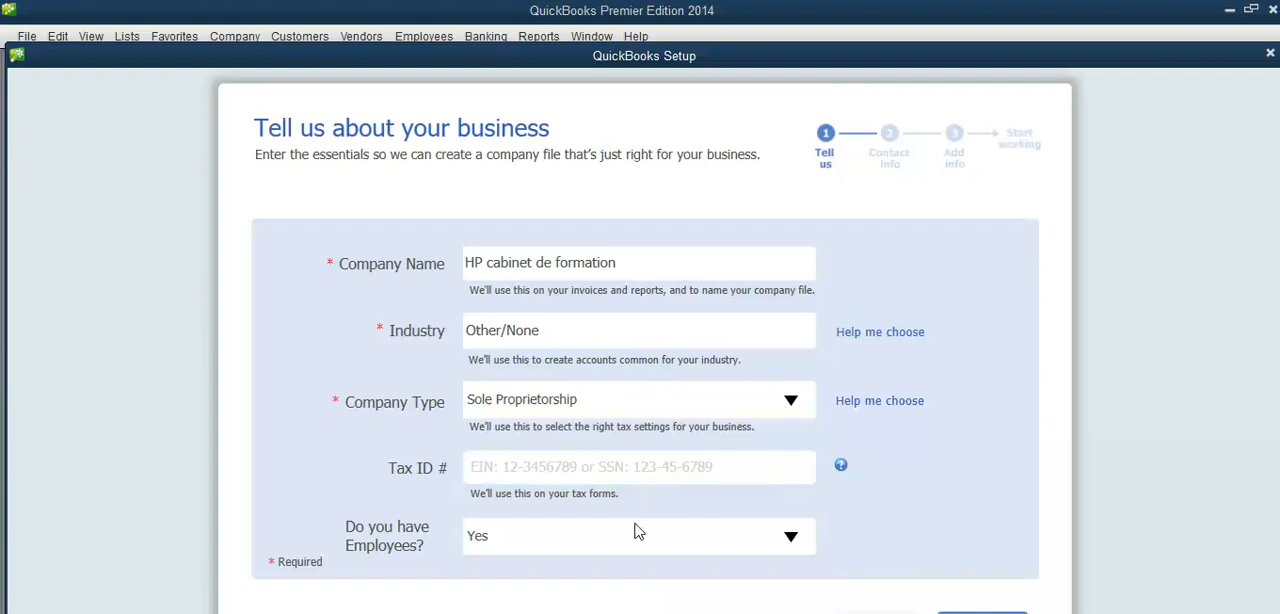 QuickBooks Premier Edition 2014
File Edit View Lists Favorites Company Customers Vendors Employees Banking Reports Window Help
QuickBooks Setup
Tell us about your business
Enter the essentials so we can create a company file that's just right for your business.
1 2 3 Start working
Tell us
Contact info
Add info
* Company Name HP cabinet de formation
We'll use this on your invoices and reports, and to name your company file.
* Industry Other/None Help me choose
We'll use this to create accounts common for your industry.
* Company Type Sole Proprietorship Help me choose
We'll use this to select the right tax settings for your business.
Tax ID # EIN: 12-3456789 or SSN: 123-45-6789 ?
We'll use this on your tax forms.
Do you have
Employees? Yes
* Required